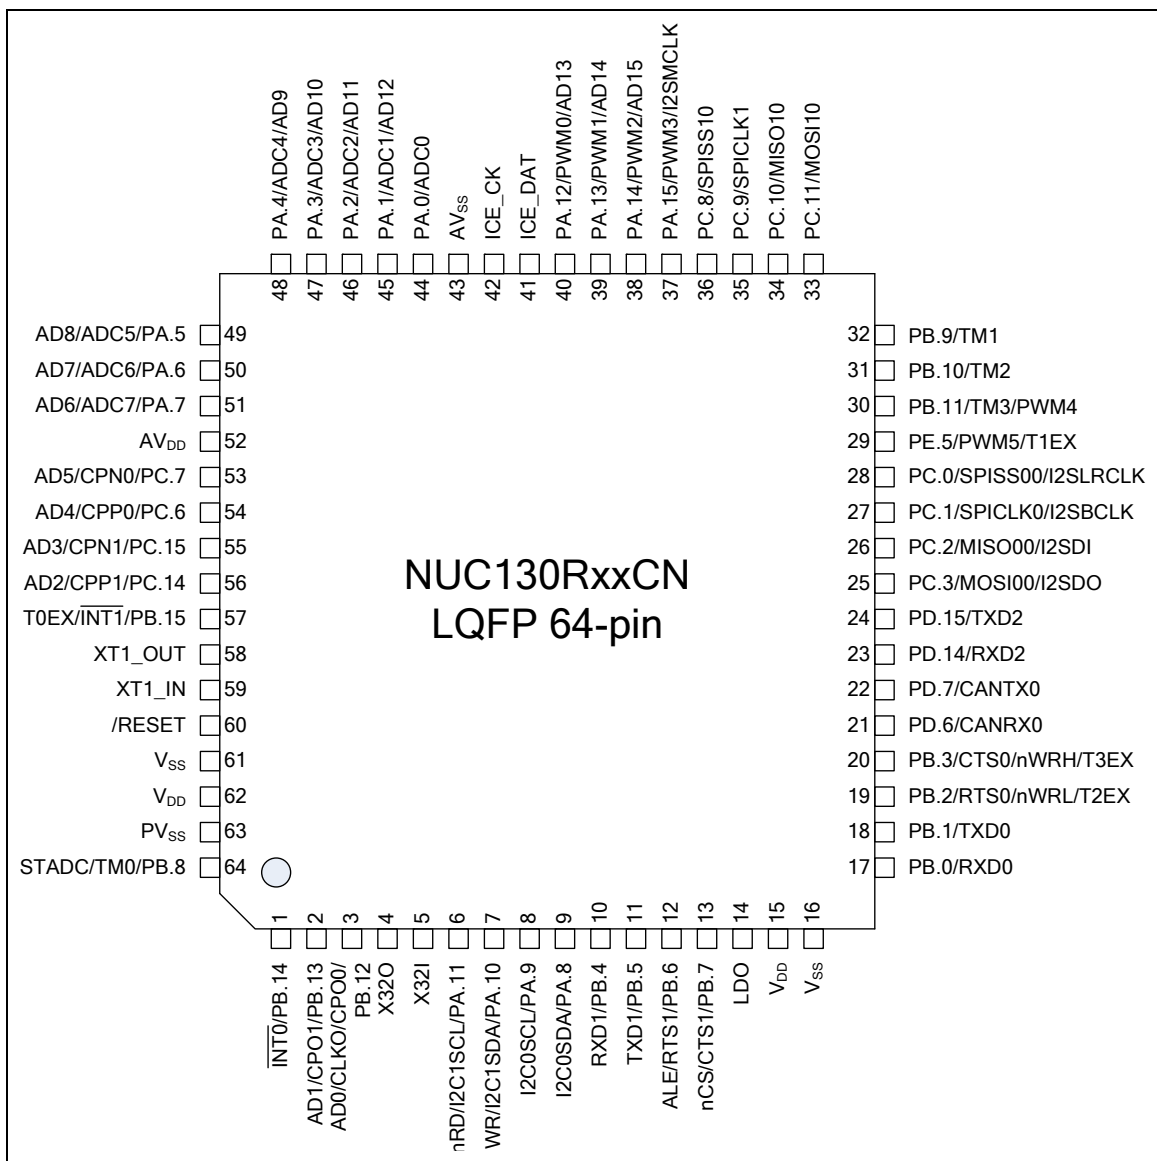 PA.4/ADC4/AD9
PA.3/ADC3/AD10
PA.2/ADC2/AD11
PA.1/ADC1/AD12
PA.0/ADC0
AVSS
ICE_CK
ICE_DAT
PA.12/PWM0/AD13
PA.13/PWM1/AD14
PA.14/PWM2/AD15
PA.15/PWM3/I2SMCLK
PC.8/SPISS10
PC.9/SPICLK1
PC.10/MISO10
PC.11/MOSI10
48
47
46
45
44
43
42
41
40
39
38
37
36
35
34
33
AD8/ADC5/PA.5 49
AD7/ADC6/PA.6 50
AD6/ADC7/PA.7 51
AVDD 52
AD5/CPN0/PC.7 53
AD4/CPP0/PC.6 54
AD3/CPN1/PC.15 55
AD2/CPP1/PC.14 56
T0EX/INT1/PB.15 57
XT1_OUT 58
XT1_IN 59
/RESET 60
VSS 61
VDD 62
PVSS 63
STADC/TM0/PB.8 64
NUC130RxxCN
LQFP 64-pin
32 PB.9/TM1
31 PB.10/TM2
30 PB.11/TM3/PWM4
29 PE.5/PWM5/T1EX
28 PC.0/SPISS00/I2SLRCLK
27 PC.1/SPICLK0/I2SBCLK
26 PC.2/MISO00/I2SDI
25 PC.3/MOSI00/I2SDO
24 PD.15/TXD2
23 PD.14/RXD2
22 PD.7/CANTX0
21 PD.6/CANRX0
20 PB.3/CTS0/nWRH/T3EX
19 PB.2/RTS0/nWRL/T2EX
18 PB.1/TXD0
17 PB.0/RXD0
1
2
3
4
5
6
7
8
9
10
11
12
13
14
15
16
INT0/PB.14
AD1/CPO1/PB.13
AD0/CLKO/CPO0/
PB.12
X32O
X32I
nRD/I2C1SCL/PA.11
WR/I2C1SDA/PA.10
I2C0SCL/PA.9
I2C0SDA/PA.8
RXD1/PB.4
TXD1/PB.5
ALE/RTS1/PB.6
nCS/CTS1/PB.7
LDO
VDD
VSS